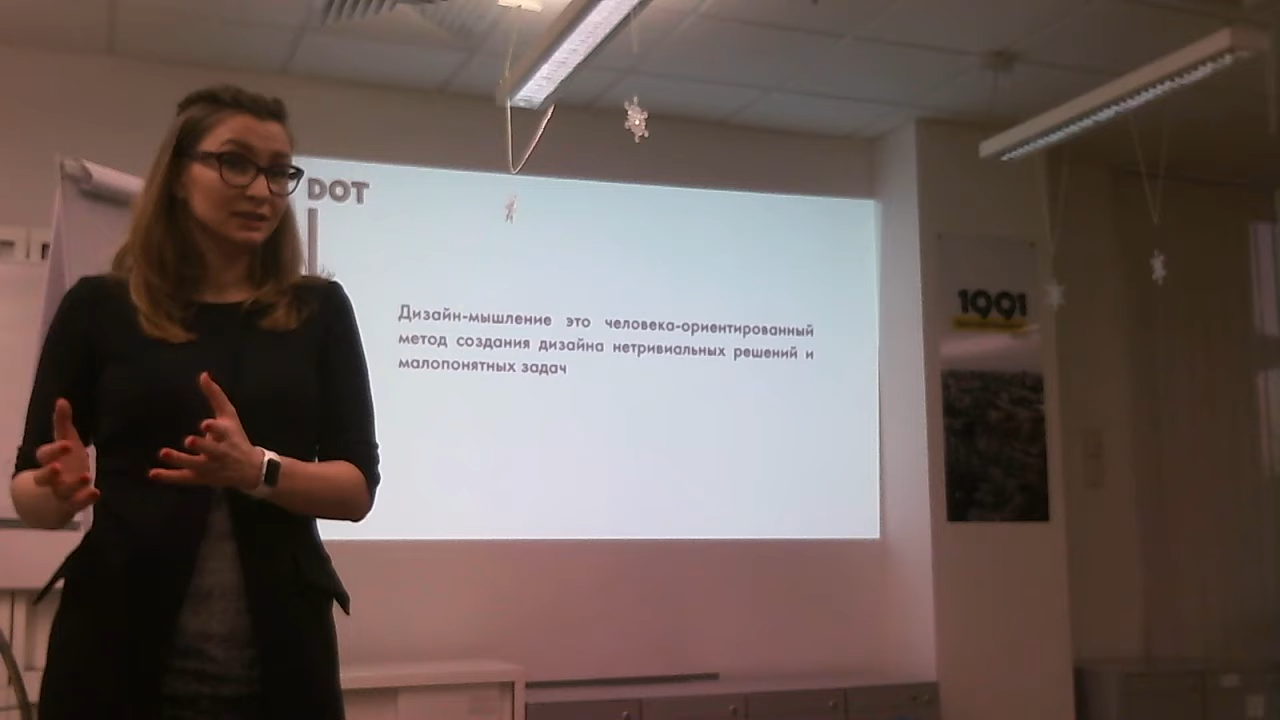 DOT
Дизайн-мышление это человека-ориентированный
метод создания дизайна нетривиальных решений и
малопонятных задач
1991